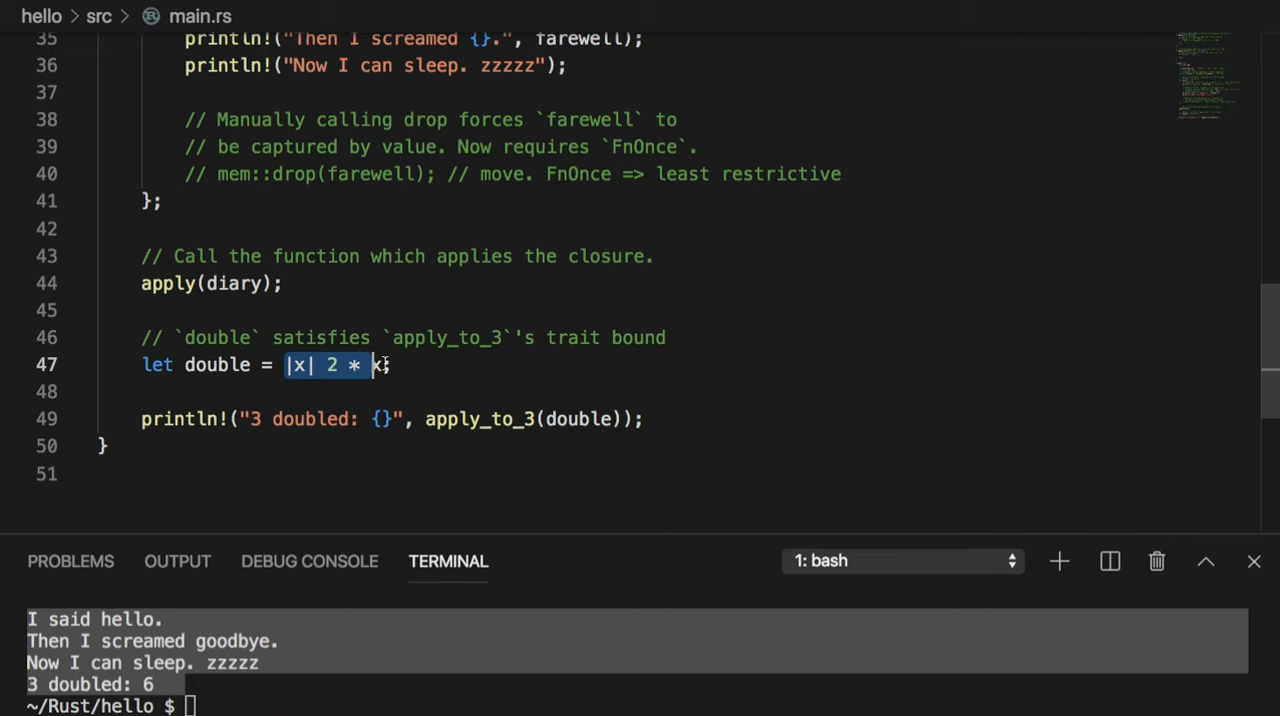 hello > src > main.rs
35 println!("Then I screamed {}.", farewell);
36 println!("Now I can sleep. zzzzz");
37
38 // Manually calling drop forces `farewell` to
39 // be captured by value. Now requires `FnOnce`.
40 // mem::drop(farewell); // move. FnOnce => least restrictive
41 };
42
43 // Call the function which applies the closure.
44 apply(diary);
45
46 // `double` satisfies `apply_to_3`'s trait bound
47 let double = |x| 2 * x;
48
49 println!("3 doubled: {}", apply_to_3(double));
50 }
51
PROBLEMS OUTPUT DEBUG CONSOLE TERMINAL 1: bash
I said hello.
Then I screamed goodbye.
Now I can sleep. zzzzz
3 doubled: 6
~/Rust/hello $